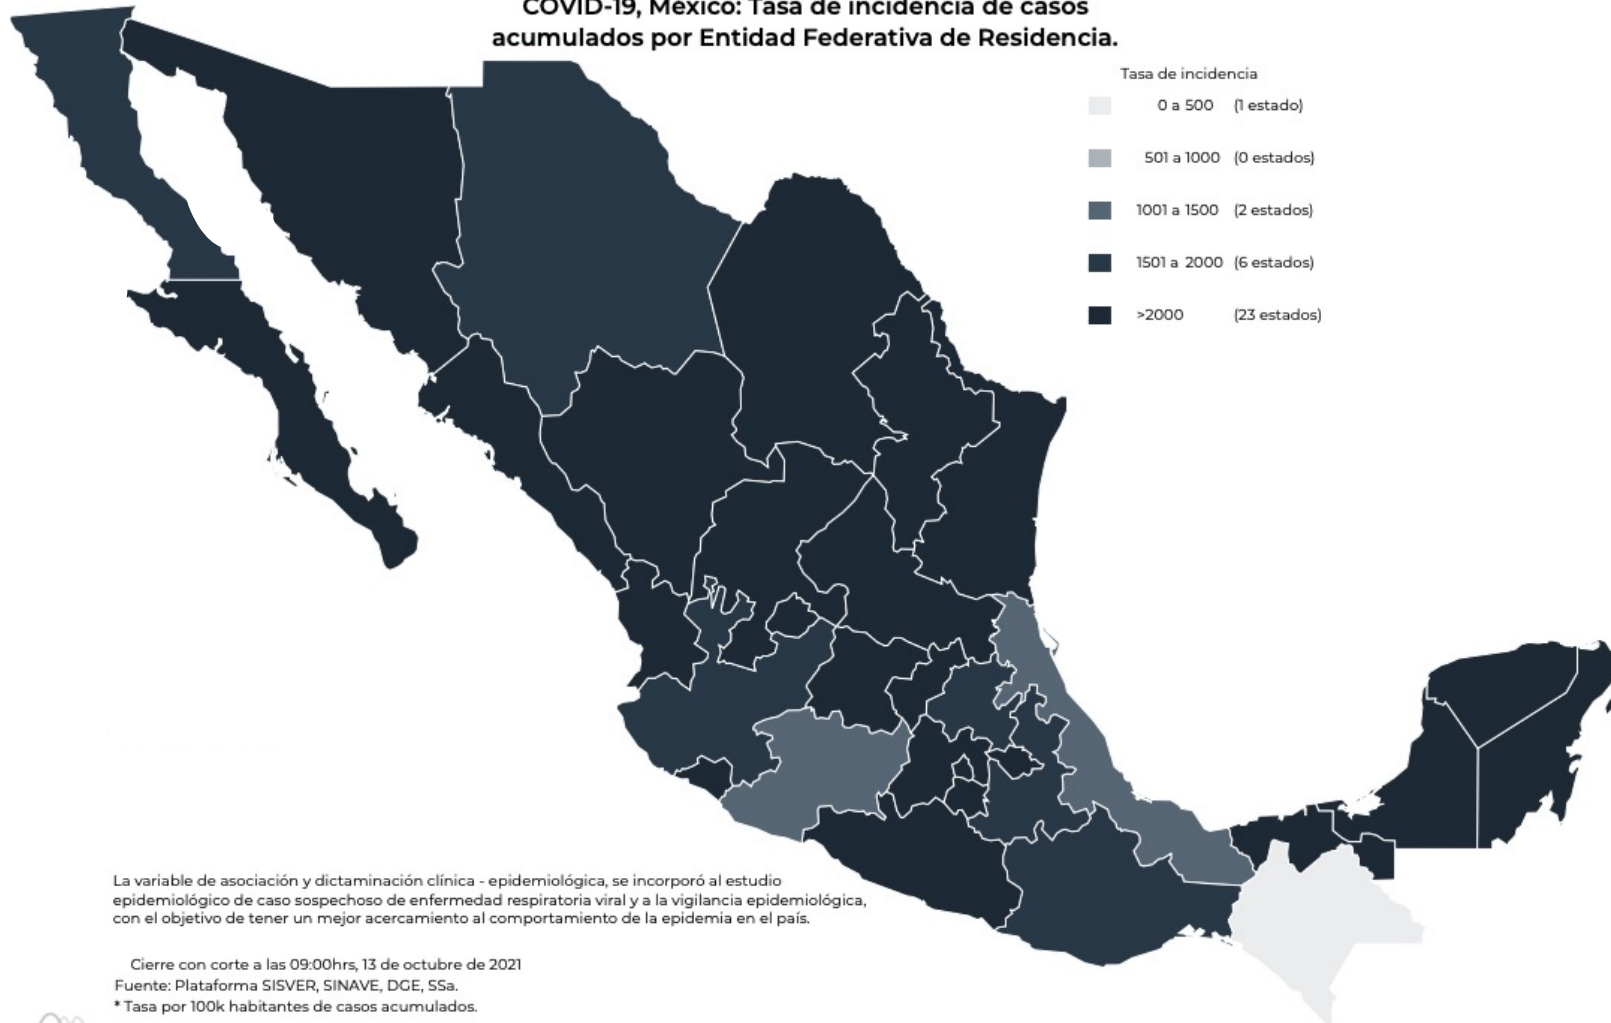 COVID-19, México: Tasa de incidencia de casos
acumulados por Entidad Federativa de Residencia.
Tasa de incidencia
0 a 500 (1 estado)
501 a 1000 (0 estados)
1001 a 1500 (2 estados)
1501 a 2000 (6 estados)
>2000 (23 estados)
La variable de asociación y dictaminación clínica - epidemiológica, se incorporó al estudio
epidemiológico de caso sospechoso de enfermedad respiratoria viral y a la vigilancia epidemiológica,
con el objetivo de tener un mejor acercamiento al comportamiento de la epidemia en el país.
Cierre con corte a las 09:00hrs, 13 de octubre de 2021
Fuente: Plataforma SISVER, SINAVE, DGE, SSa.
* Tasa por 100k habitantes de casos acumulados.